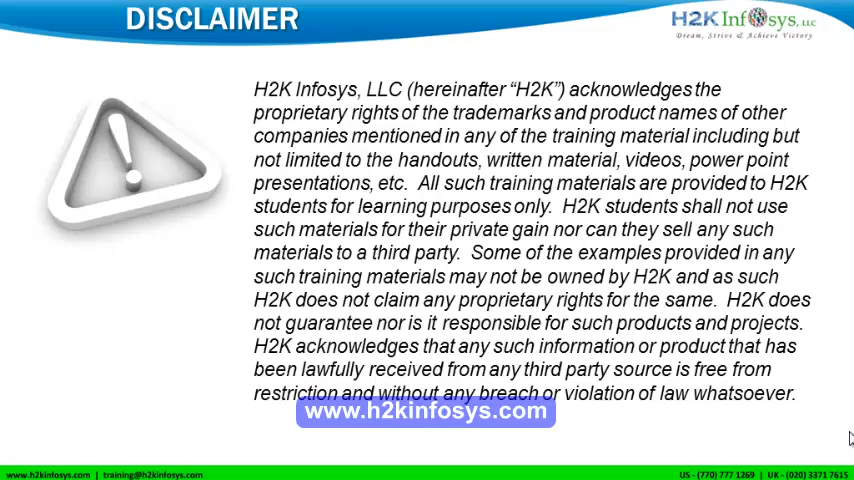 DISCLAIMER
H2K Infosys, LLC
Dream, Strive & Achieve Victory
H2K Infosys, LLC (hereinafter “H2K”) acknowledges the
proprietary rights of the trademarks and product names of other
companies mentioned in any of the training material including but
not limited to the handouts, written material, videos, power point
presentations, etc.  All such training materials are provided to H2K
students for learning purposes only.  H2K students shall not use
such materials for their private gain nor can they sell any such
materials to a third party.  Some of the examples provided in any
such training materials may not be owned by H2K and as such
H2K does not claim any proprietary rights for the same.  H2K does
not guarantee nor is it responsible for such products and projects.
H2K acknowledges that any such information or product that has
been lawfully received from any third party source is free from
restriction and without any breach or violation of law whatsoever.
www.h2kinfosys.com
www.h2kinfosys.com | training@h2kinfosys.com
US - (770) 777 1269 | UK - (020) 3371 7615